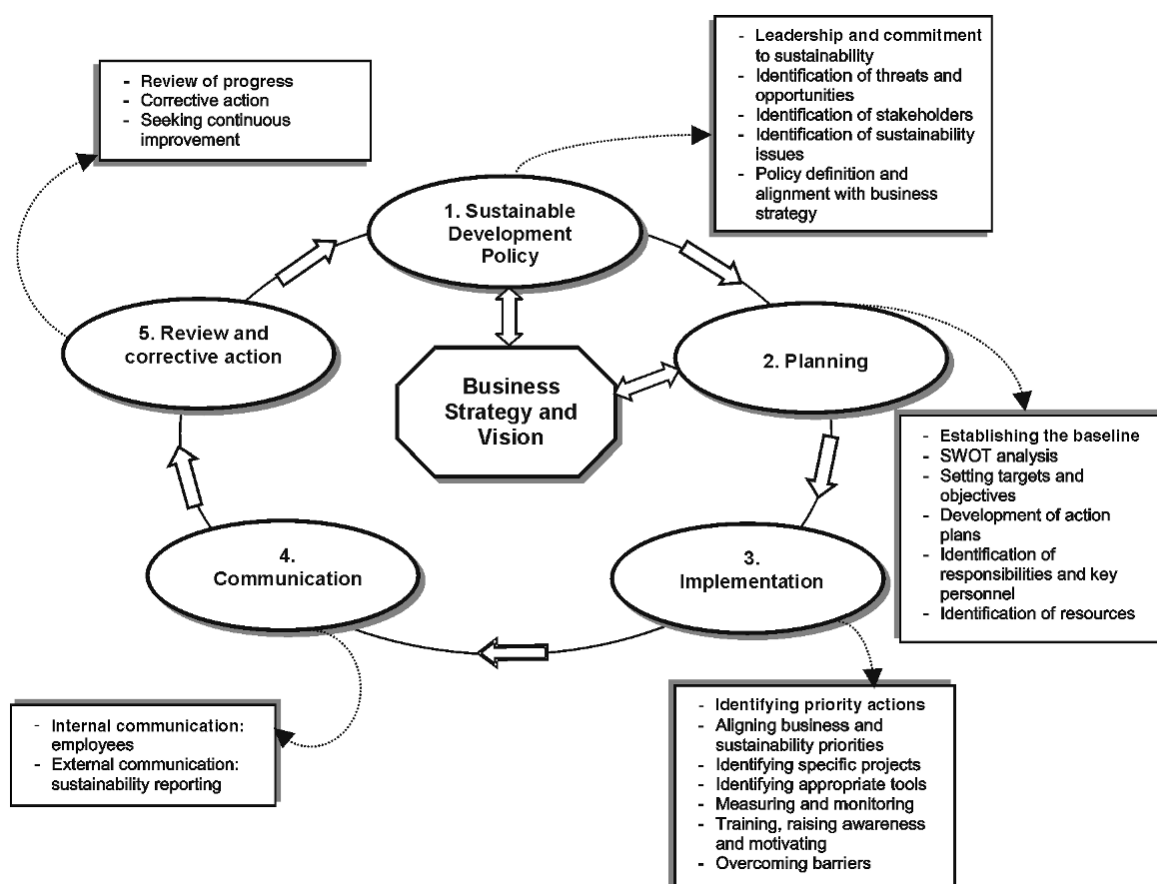 - Leadership and commitment
to sustainability
- Identification of threats and
opportunities
- Identification of stakeholders
- Identification of sustainability
issues
- Policy definition and
alignment with business
strategy
- Review of progress
- Corrective action
- Seeking continuous
improvement
1. Sustainable
Development
Policy
5. Review and
corrective action
2. Planning
Business
Strategy and
Vision
- Establishing the baseline
- SWOT analysis
- Setting targets and
objectives
- Development of action
plans
- Identification of
responsibilities and key
personnel
- Identification of resources
4.
Communication
3.
Implementation
- Internal communication:
employees
- External communication:
sustainability reporting
- Identifying priority actions
- Aligning business and
sustainability priorities
- Identifying specific projects
- Identifying appropriate tools
- Measuring and monitoring
- Training, raising awareness
and motivating
- Overcoming barriers